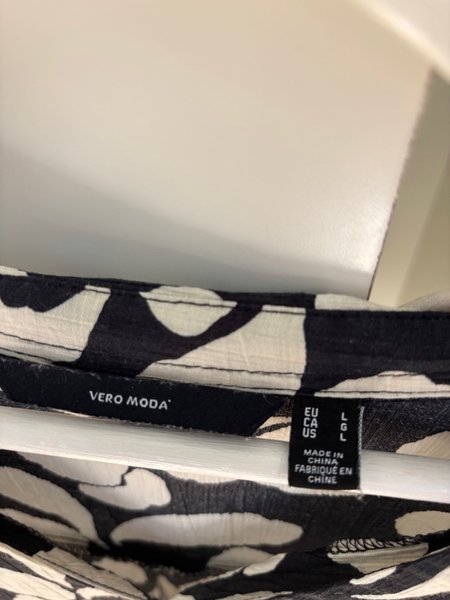 VERO MODA
EU L
CA G
US L
MADE IN
CHINA
FABRIQUÉ EN
CHINE